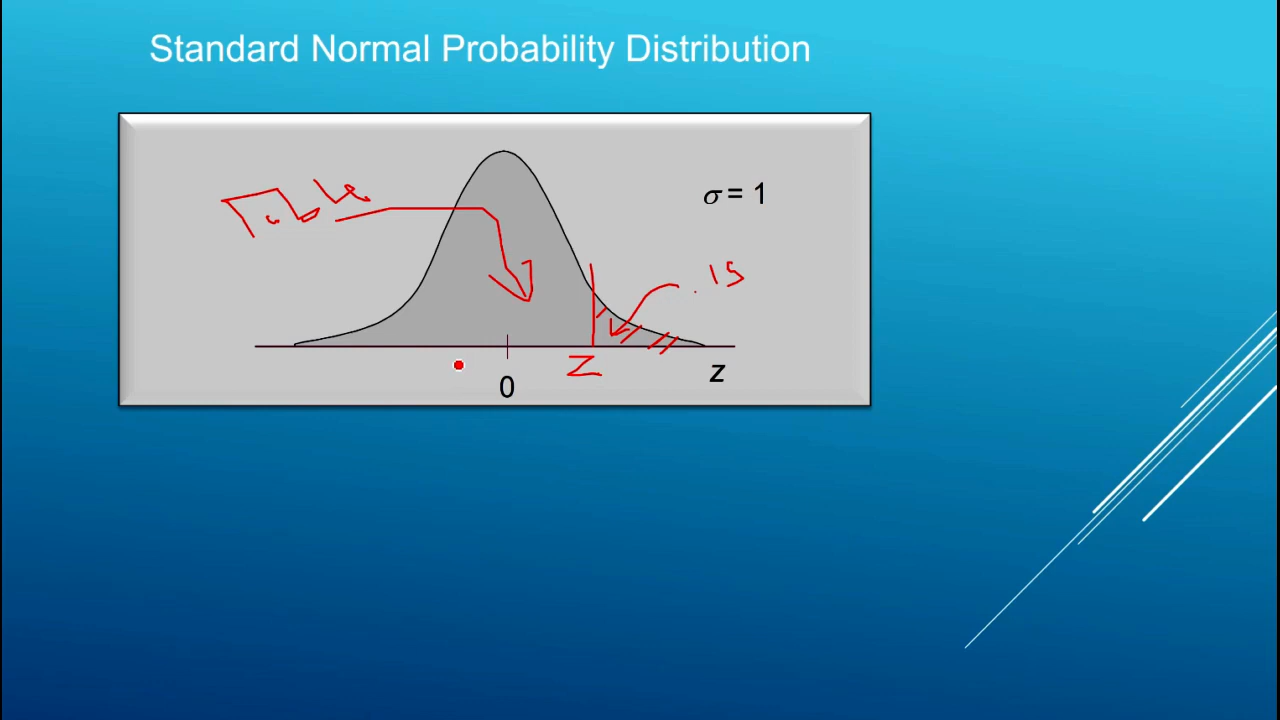 Standard Normal Probability Distribution
Table
σ = 1
.15
Z
z
0